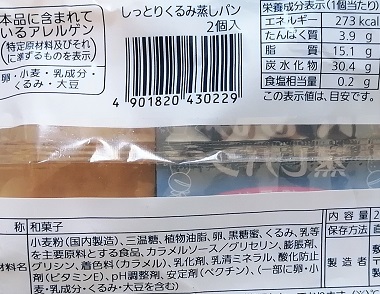 本品に含まれて
いるアレルゲン
特定原材料及びそれ
に準ずるものを表示
卵・小麦・乳成分・
くるみ・大豆
しっとりくるみ蒸しパン
2個入
4 901820 430229
栄養成分表示(1個当たり)
エネルギー 273 kcal
たんぱく質 3.9 g
脂質 15.1 g
炭水化物 30.4 g
食塩相当量 0.2 g
この表示値は、目安です。
称 和菓子
材料名 小麦粉(国内製造)、三温糖、植物油脂、卵、黒糖蜜、くるみ、乳等
を主要原料とする食品、カラメルソース／グリセリン、膨脹剤、
グリシン、着色料(カラメル)、乳化剤、乳清ミネラル、酸化防止
剤(ビタミンE)、pH調整剤、安定剤(ペクチン)、(一部に卵・小
麦・乳成分・くるみ・大豆を含む)
内容量 2
保存方法
製造者